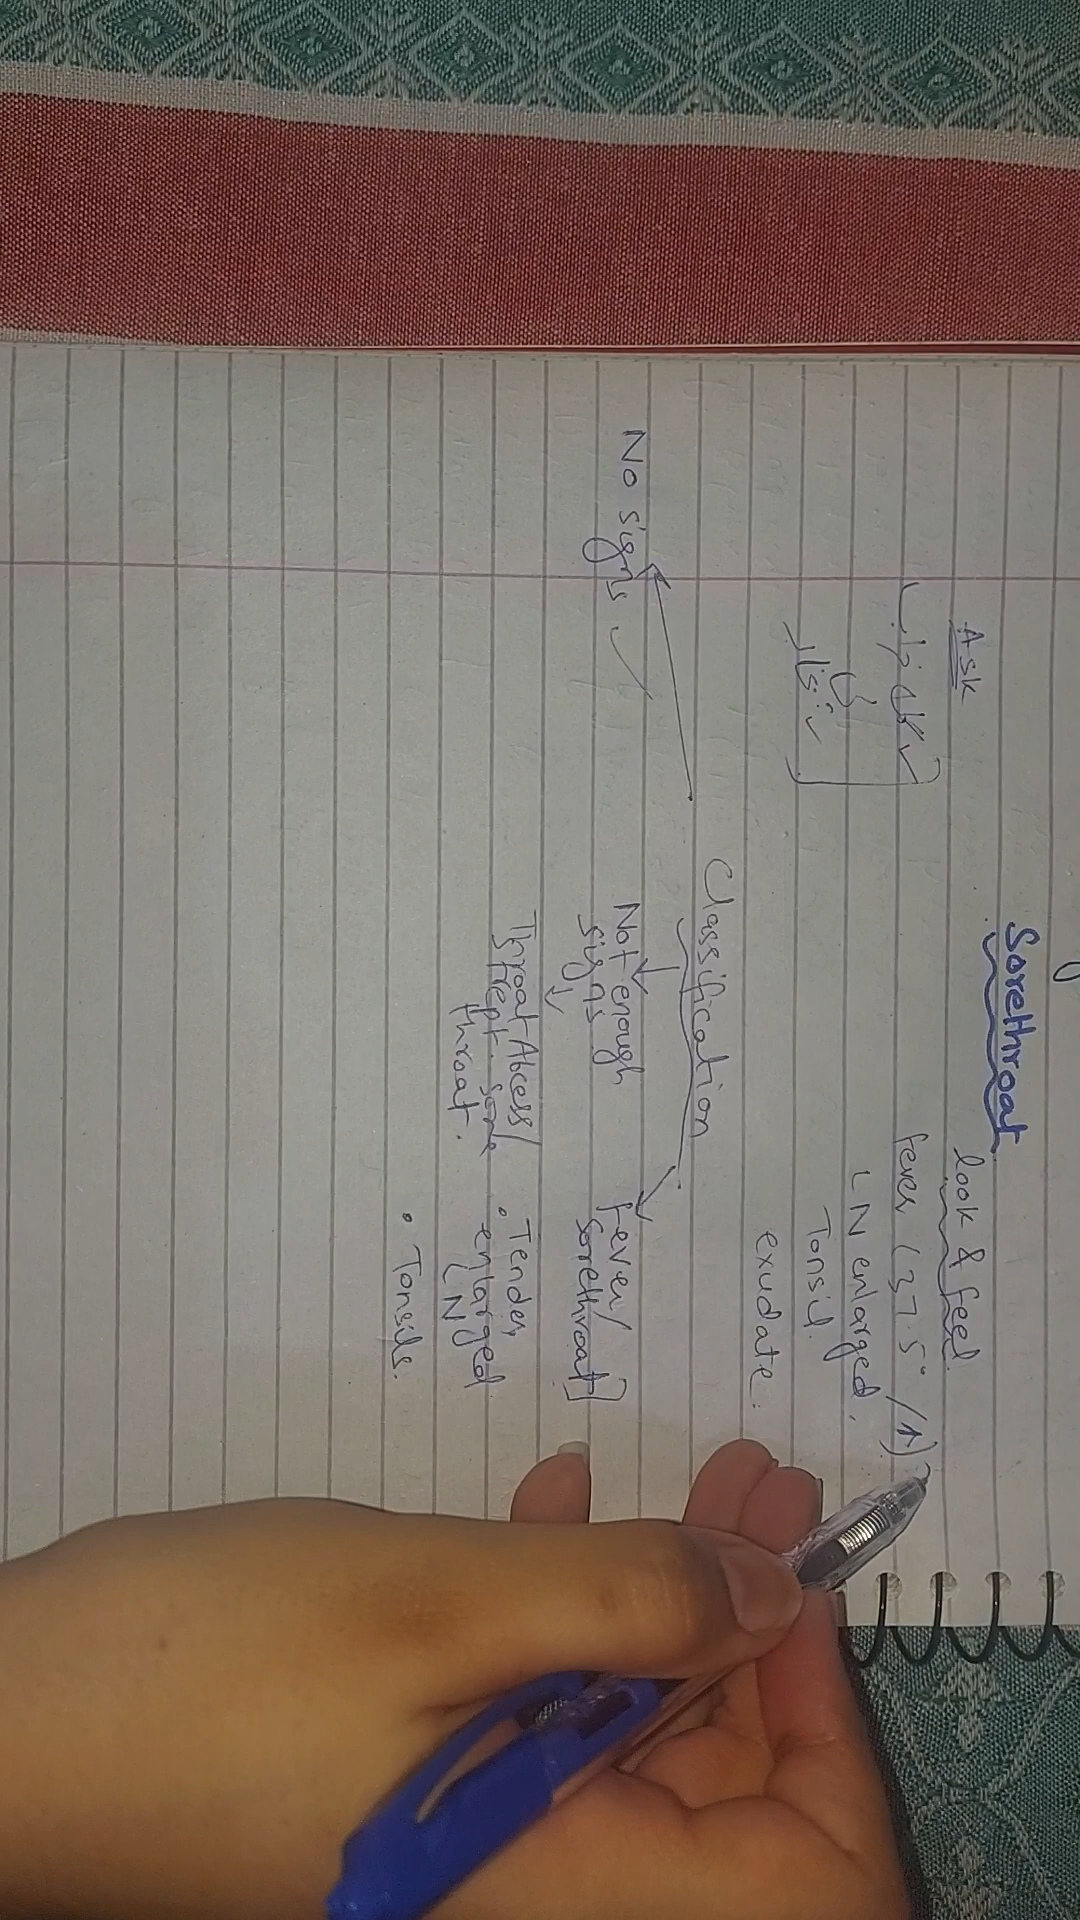 Sorethroat
Ask
look & feel.
fever (37.5° / ↑)
LN enlarged.
Tonsil.
exudate.
Classification
No signs ✓
Not enough
signs
Fever/
Sorethroat]
Throat Abcess/
Strept. Sore
throat.
• Tender,
enlarged
LN
• Tonsils.